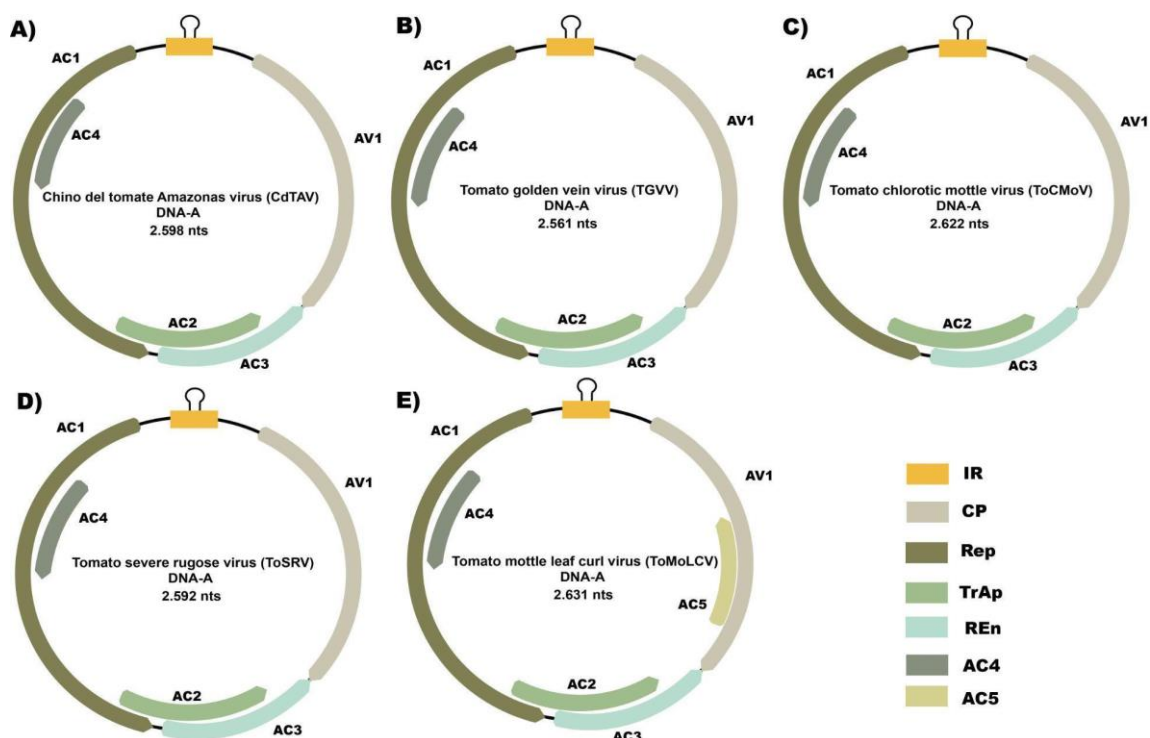 A)
AC1
AC4
AV1
Chino del tomate Amazonas virus (CdTAV)
DNA-A
2.598 nts
AC2
AC3
B)
AC1
AC4
AV1
Tomato golden vein virus (TGVV)
DNA-A
2.561 nts
AC2
AC3
C)
AC1
AC4
AV1
Tomato chlorotic mottle virus (ToCMoV)
DNA-A
2.622 nts
AC2
AC3
D)
AC1
AC4
AV1
Tomato severe rugose virus (ToSRV)
DNA-A
2.592 nts
AC2
AC3
E)
AC1
AC4
AV1
Tomato mottle leaf curl virus (ToMoLCV)
DNA-A
2.631 nts
AC5
AC2
AC3
IR
CP
Rep
TrAp
REn
AC4
AC5